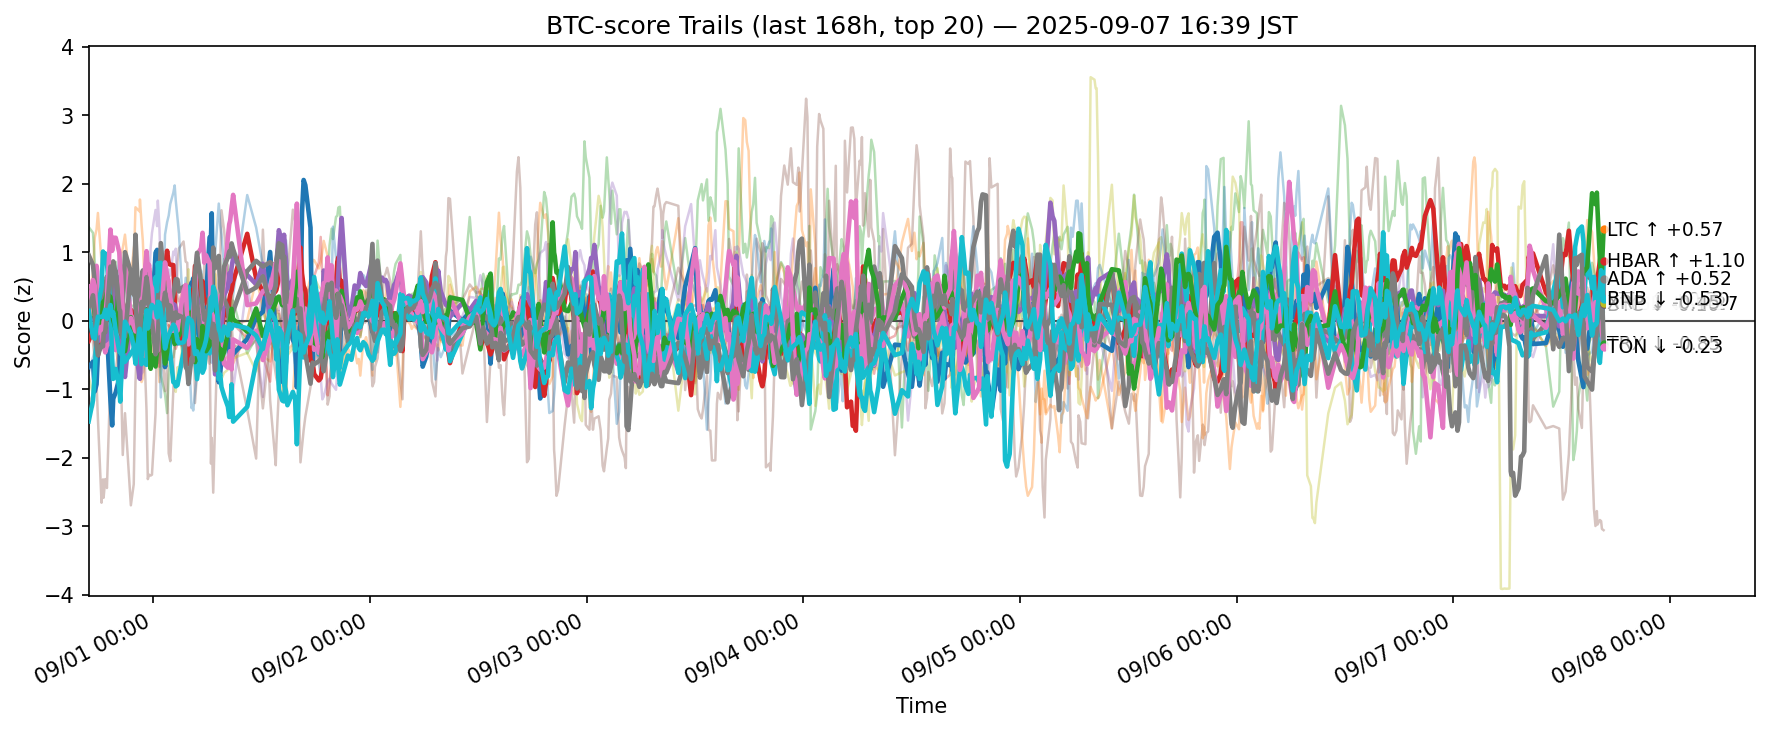 BTC-score Trails (last 168h, top 20) — 2025-09-07 16:39 JST
Score (z)
4
3
2
1
0
−1
−2
−3
−4
LTC ↑ +0.57
HBAR ↑ +1.10
ADA ↑ +0.52
BNB ↓ -0.53
TON ↓ -0.23
09/01 00:00
09/02 00:00
09/03 00:00
09/04 00:00
09/05 00:00
09/06 00:00
09/07 00:00
09/08 00:00
Time